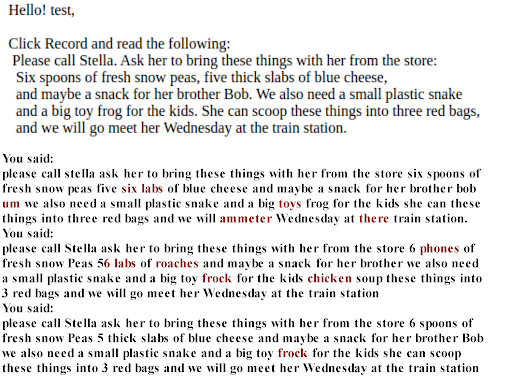 Hello! test,
Click Record and read the following:
Please call Stella. Ask her to bring these things with her from the store:
Six spoons of fresh snow peas, five thick slabs of blue cheese,
and maybe a snack for her brother Bob. We also need a small plastic snake
and a big toy frog for the kids. She can scoop these things into three red bags,
and we will go meet her Wednesday at the train station.
You said:
please call stella ask her to bring these things with her from the store six spoons of
fresh snow peas five six labs of blue cheese and maybe a snack for her brother bob
um we also need a small plastic snake and a big toys frog for the kids she can these
things into three red bags and we will ammeter Wednesday at there train station.
You said:
please call Stella ask her to bring these things with her from the store 6 phones of
fresh snow Peas 56 labs of roaches and maybe a snack for her brother we also need
a small plastic snake and a big toy frock for the kids chicken soup these things into
3 red bags and we will go meet her Wednesday at the train station
You said:
please call Stella ask her to bring these things with her from the store 6 spoons of
fresh snow Peas 5 thick slabs of blue cheese and maybe a snack for her brother Bob
we also need a small plastic snake and a big toy frock for the kids she can scoop
these things into 3 red bags and we will go meet her Wednesday at the train station